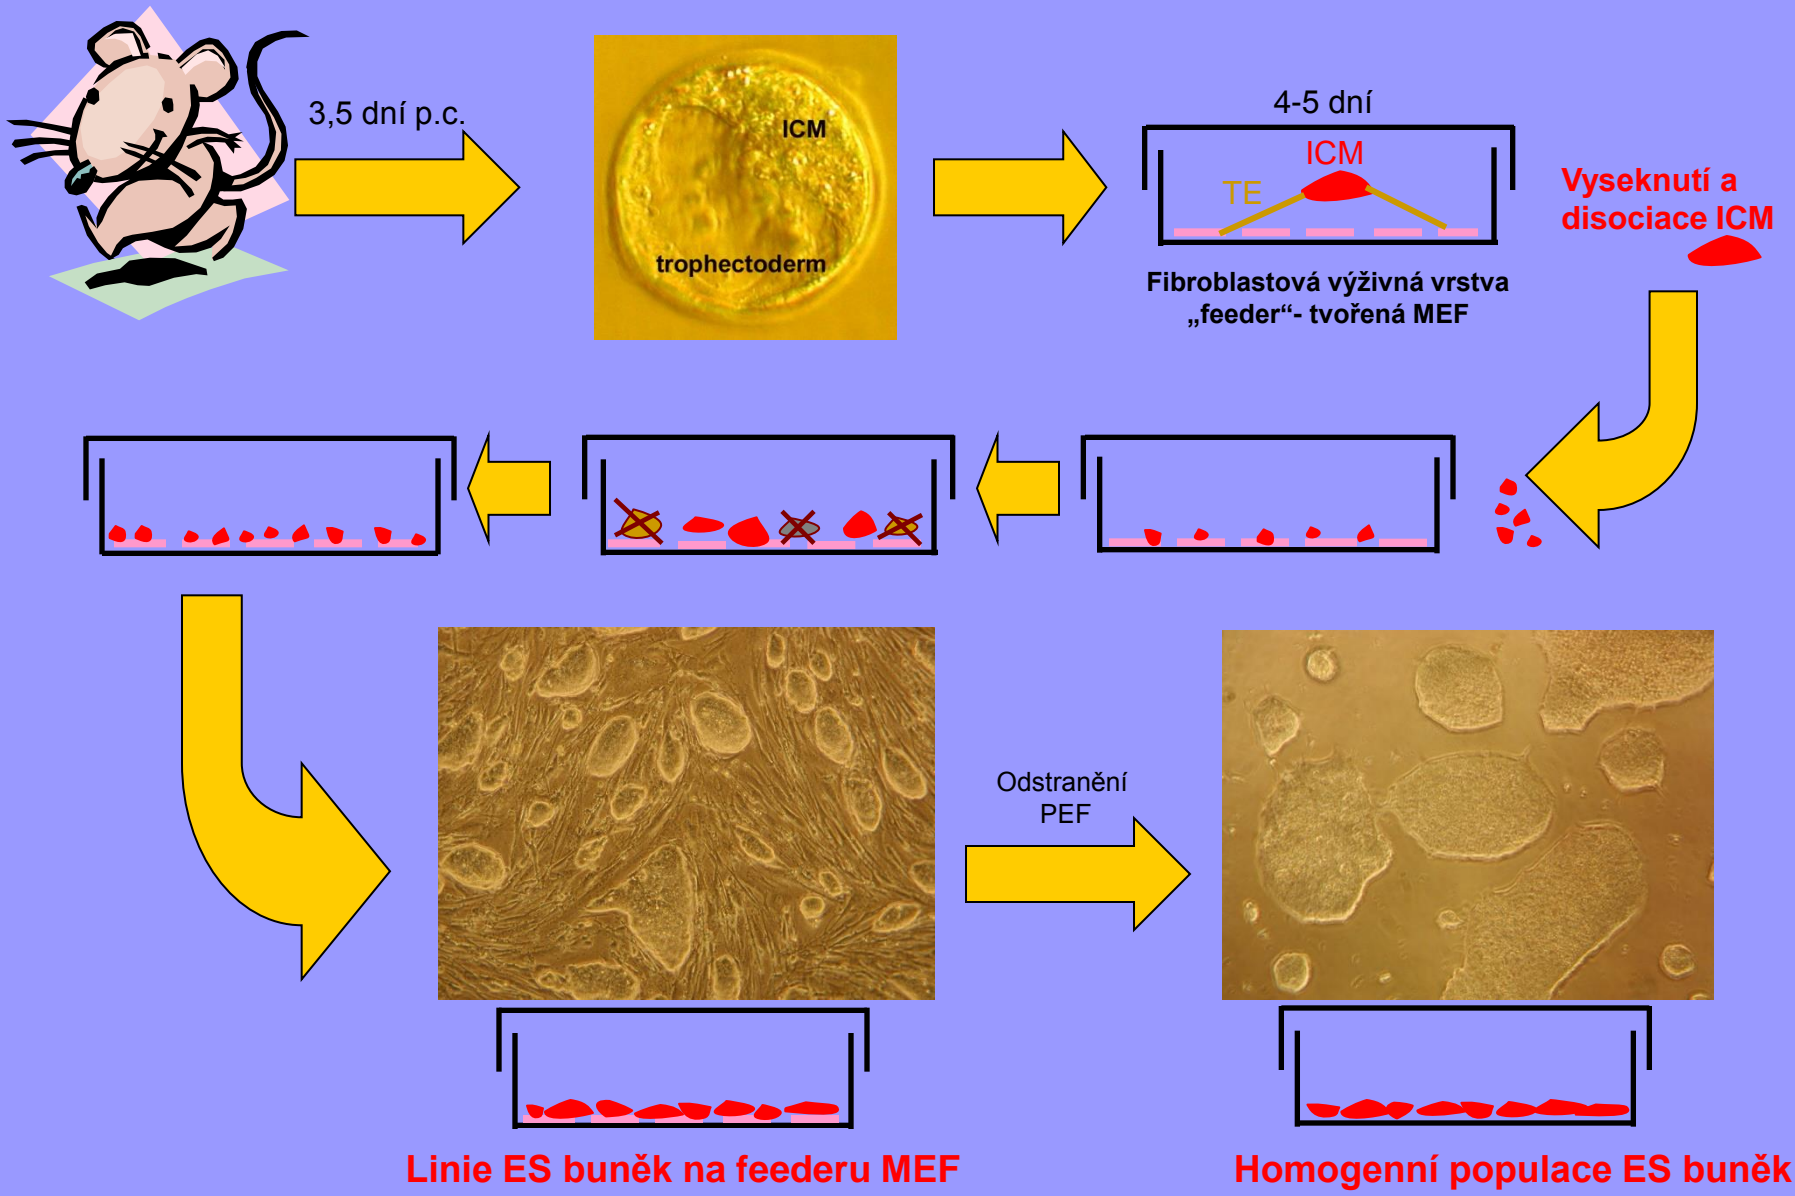 3,5 dní p.c.
ICM
trophectoderm
4-5 dní
ICM
TE
Fibroblastová výživná vrstva
„feeder“- tvořená MEF
Vyseknutí a
disociace ICM
Odstranění
PEF
Linie ES buněk na feederu MEF
Homogenní populace ES buněk